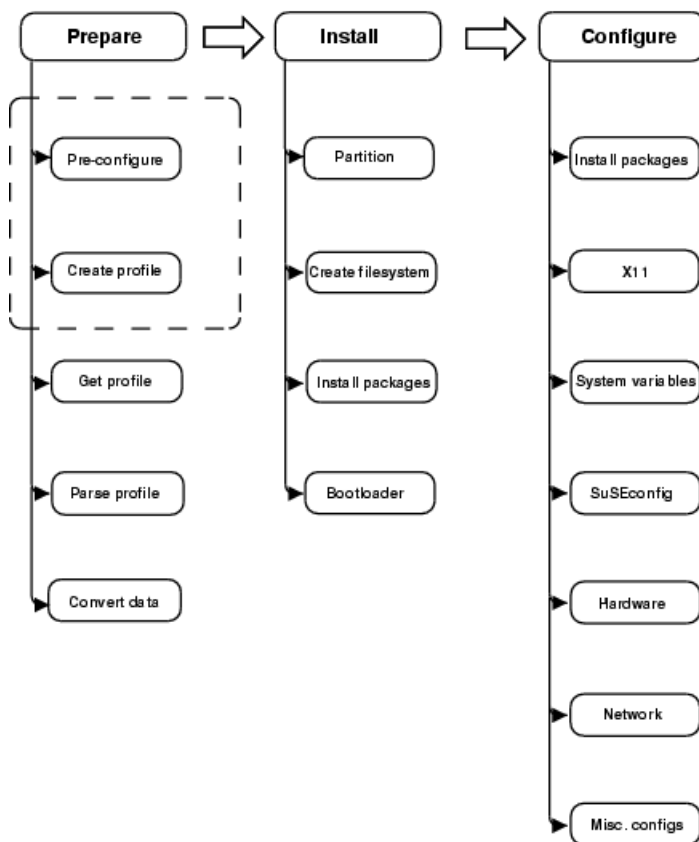 Prepare
Install
Configure
Pre-configure
Create profile
Get profile
Parse profile
Convert data
Partition
Create filesystem
Install packages
Bootloader
Install packages
X11
System variables
SuSEconfig
Hardware
Network
Misc. configs